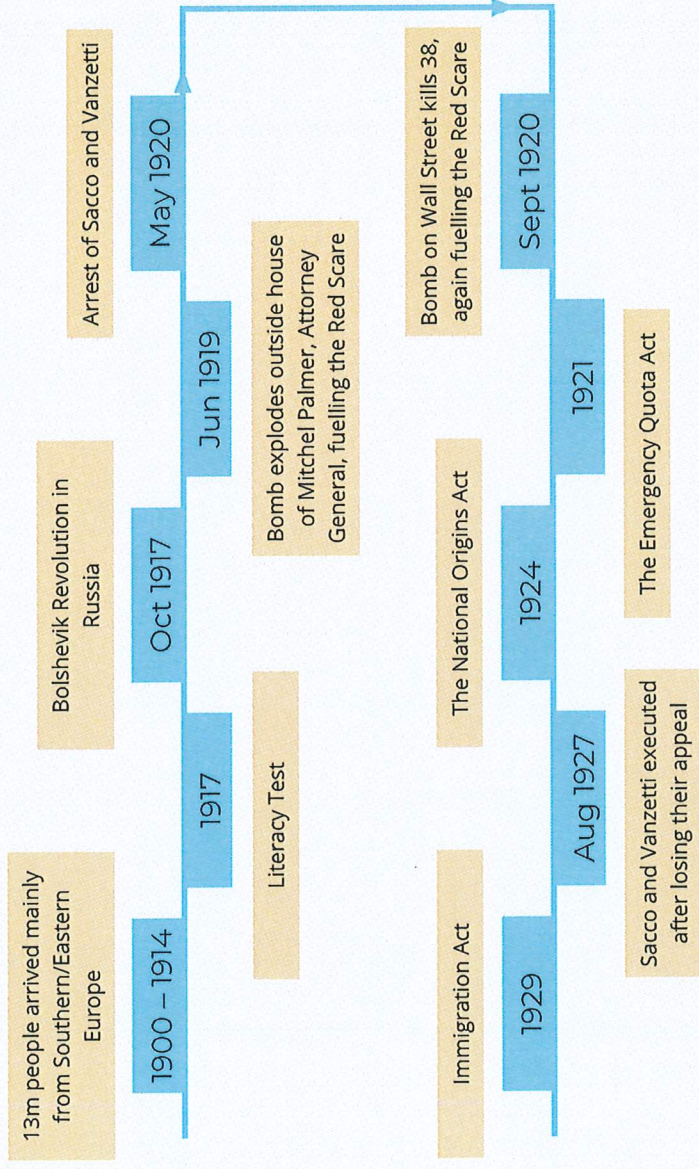 13m people arrived mainly
from Southern/Eastern
Europe
1900 – 1914
1917
Literacy Test
Bolshevik Revolution in
Russia
Oct 1917
Jun 1919
Bomb explodes outside house
of Mitchel Palmer, Attorney
General, fuelling the Red Scare
Arrest of Sacco and Vanzetti
May 1920
Bomb on Wall Street kills 38,
again fuelling the Red Scare
Sept 1920
1921
The Emergency Quota Act
The National Origins Act
1924
Aug 1927
Sacco and Vanzetti executed
after losing their appeal
Immigration Act
1929